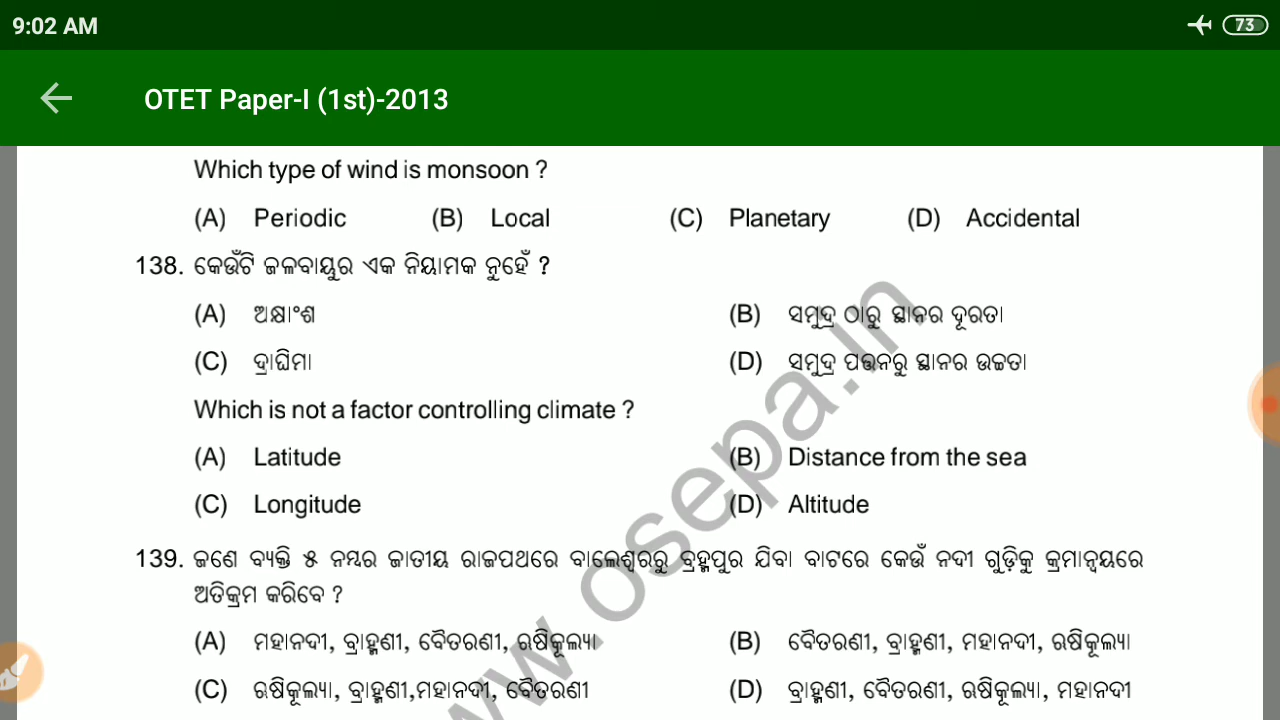 9:02 AM
73
OTET Paper-I (1st)-2013
Which type of wind is monsoon ?
(A) Periodic (B) Local (C) Planetary (D) Accidental
138. କେଉଁଟି ଜଳବାୟୁର ଏକ ନିୟାମକ ନୁହେଁ ?
(A) ଅକ୍ଷାଂଶ (B) ସମୁଦ୍ର ଠାରୁ ସ୍ଥାନର ଦୂରତା
(C) ଦ୍ରାଘିମା (D) ସମୁଦ୍ର ପତ୍ତନରୁ ସ୍ଥାନର ଉଚ୍ଚତା
Which is not a factor controlling climate ?
(A) Latitude (B) Distance from the sea
(C) Longitude (D) Altitude
139. ଜଣେ ବ୍ୟକ୍ତି ୫ ନମ୍ବର ଜାତୀୟ ରାଜପଥରେ ବାଲେଶ୍ୱରରୁ ବ୍ରହ୍ମପୁର ଯିବା ବାଟରେ କେଉଁ ନଦୀ ଗୁଡ଼ିକୁ କ୍ରମାନ୍ୱୟରେ
ଅତିକ୍ରମ କରିବେ ?
(A) ମହାନଦୀ, ବ୍ରାହ୍ମଣୀ, ବୈତରଣୀ, ଋଷିକୂଲ୍ୟା (B) ବୈତରଣୀ, ବ୍ରାହ୍ମଣୀ, ମହାନଦୀ, ଋଷିକୂଲ୍ୟା
(C) ଋଷିକୂଲ୍ୟା, ବ୍ରାହ୍ମଣୀ,ମହାନଦୀ, ବୈତରଣୀ (D) ବ୍ରାହ୍ମଣୀ, ବୈତରଣୀ, ଋଷିକୂଲ୍ୟା, ମହାନଦୀ
www.osepa.in